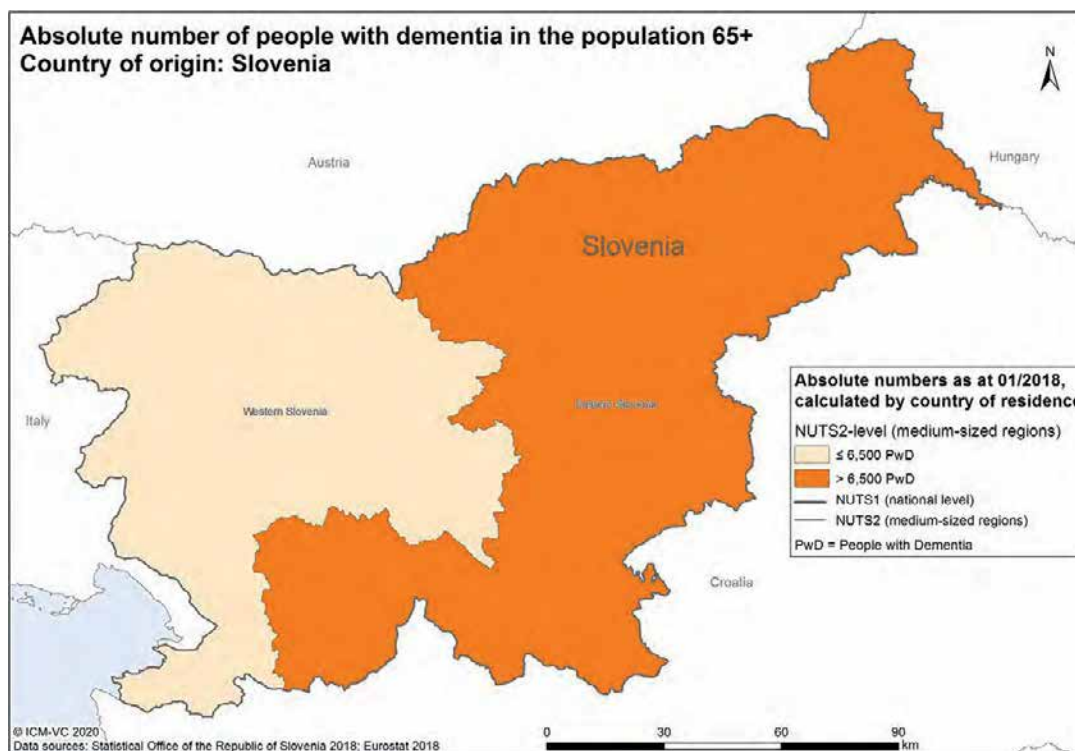 Absolute number of people with dementia in the population 65+
Country of origin: Slovenia
N
Austria
Hungary
Slovenia
Italy
Western Slovenia
Slovenia
Croatia
Absolute numbers as at 01/2018,
calculated by country of residence
NUTS2-level (medium-sized regions)
≤ 6,500 PwD
> 6,500 PwD
NUTS1 (national level)
NUTS2 (medium-sized regions)
PwD = People with Dementia
© ICM-VC 2020
Data sources: Statistical Office of the Republic of Slovenia 2018; Eurostat 2018
0 30 60 90
km